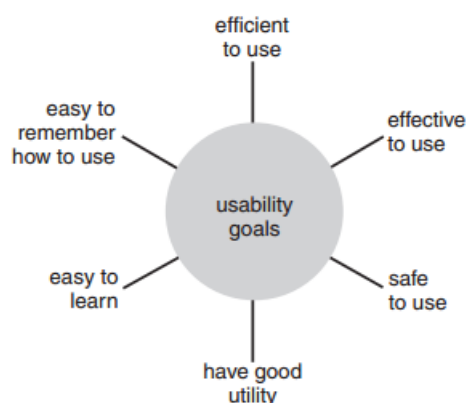 efficient
to use
easy to
remember
how to use
effective
to use
usability
goals
easy to
learn
safe
to use
have good
utility